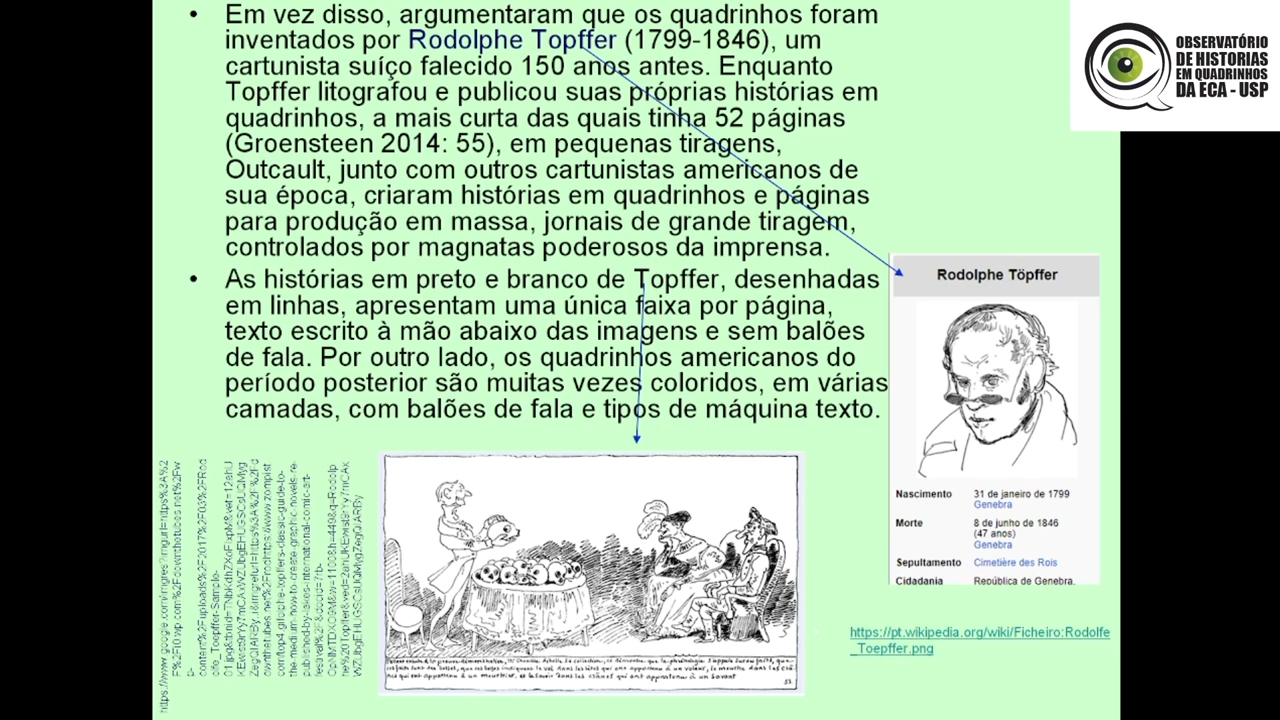 • Em vez disso, argumentaram que os quadrinhos foram
inventados por Rodolphe Topffer (1799-1846), um
cartunista suíço falecido 150 anos antes. Enquanto
Topffer litografou e publicou suas próprias histórias em
quadrinhos, a mais curta das quais tinha 52 páginas
(Groensteen 2014: 55), em pequenas tiragens,
Outcault, junto com outros cartunistas americanos de
sua época, criaram histórias em quadrinhos e páginas
para produção em massa, jornais de grande tiragem,
controlados por magnatas poderosos da imprensa.
• As histórias em preto e branco de Topffer, desenhadas
em linhas, apresentam uma única faixa por página,
texto escrito à mão abaixo das imagens e sem balões
de fala. Por outro lado, os quadrinhos americanos do
período posterior são muitas vezes coloridos, em várias
camadas, com balões de fala e tipos de máquina texto.
OBSERVATÓRIO
DE HISTORIAS
EM QUADRINHOS
DA ECA - USP
Rodolphe Töpffer
Nascimento 31 de janeiro de 1799
Genebra
Morte 8 de junho de 1846
(47 anos)
Genebra
Sepultamento Cimetière des Rois
Cidadania República de Genebra,
https://pt.wikipedia.org/wiki/Ficheiro:Rodolfe
_Toepffer.png